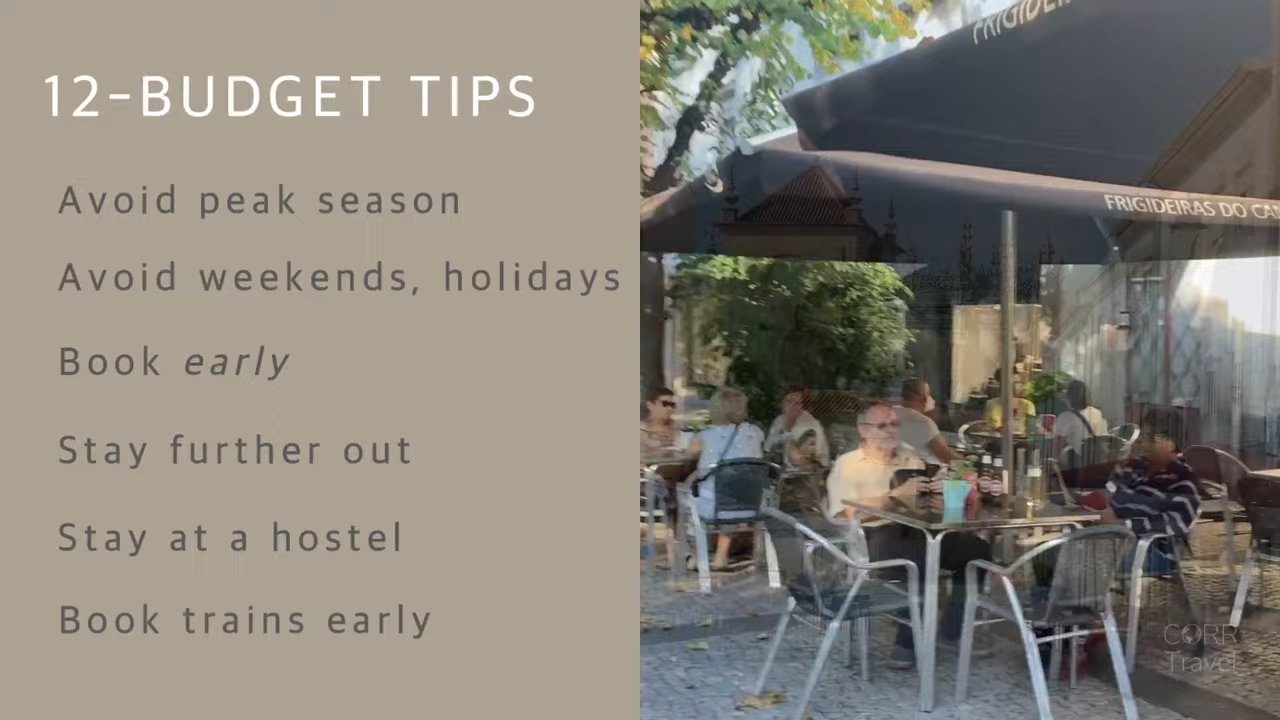 12-BUDGET TIPS
Avoid peak season
Avoid weekends, holidays
Book early
Stay further out
Stay at a hostel
Book trains early
FRIGIDEIRAS DO
CORR
Travel